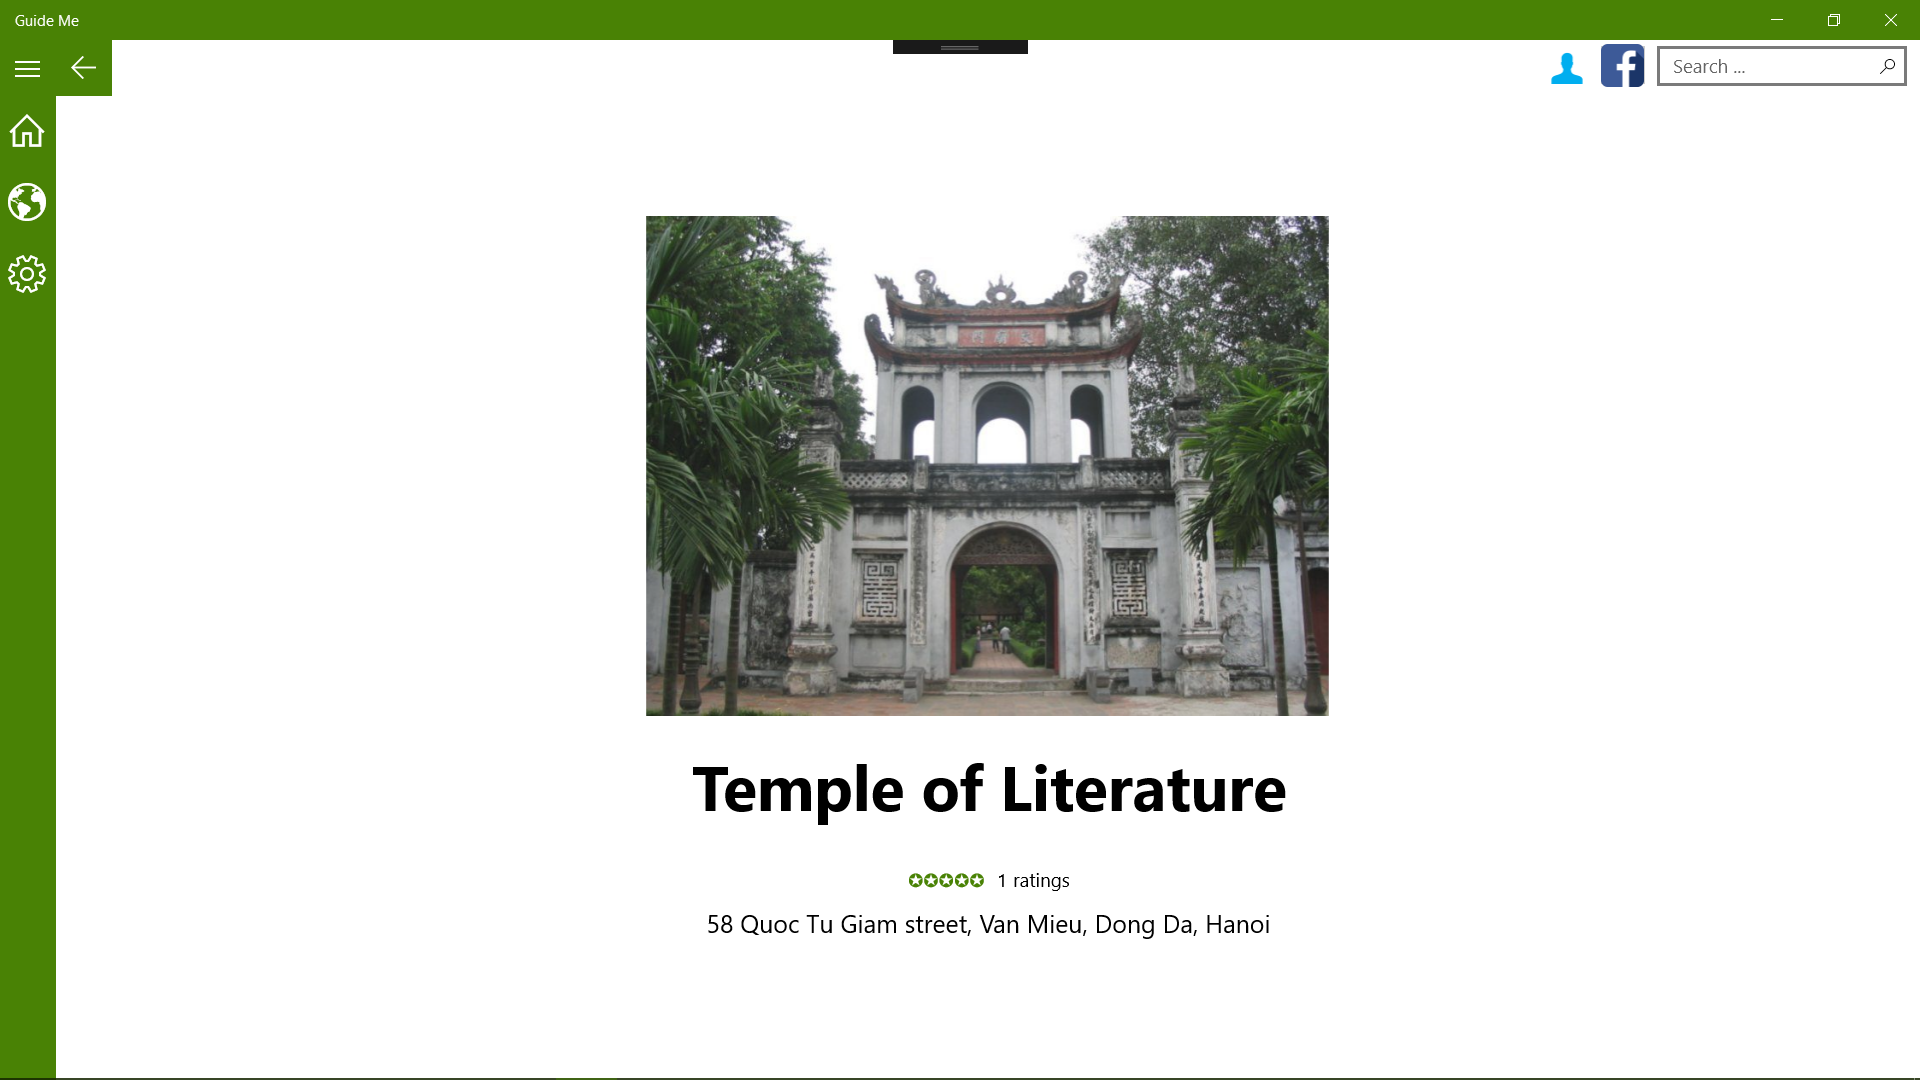 Guide Me
Search ...
Temple of Literature
1 ratings
58 Quoc Tu Giam street, Van Mieu, Dong Da, Hanoi